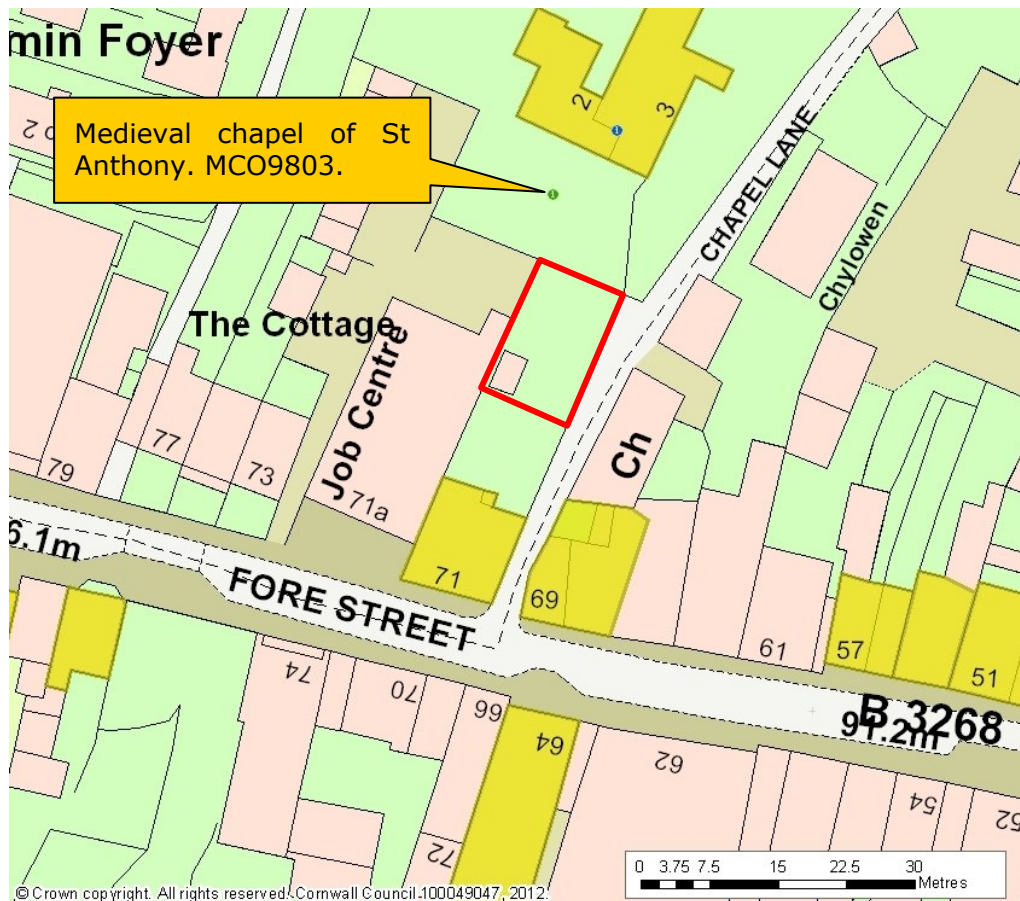 min Foyer
2
3
2
Medieval chapel of St
Anthony. MCO9803.
CHAPEL LANE
Chylowen
The Cottage
Job Centre
Ch
79
77
73
71a
71
69
61
57
51
6.1m
FORE STREET
B 3268
91.2m
74
70
66
64
62
54
52
72
0 3.75 7.5 15 22.5 30
Metres
© Crown copyright. All rights reserved. Cornwall Council 100049047, 2012.